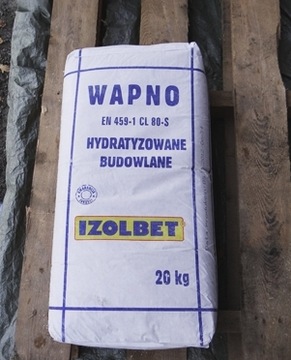 WAPNO
EN 459-1 CL 80-S
HYDRATYZOWANE
BUDOWLANE
IZOLBET
20 kg